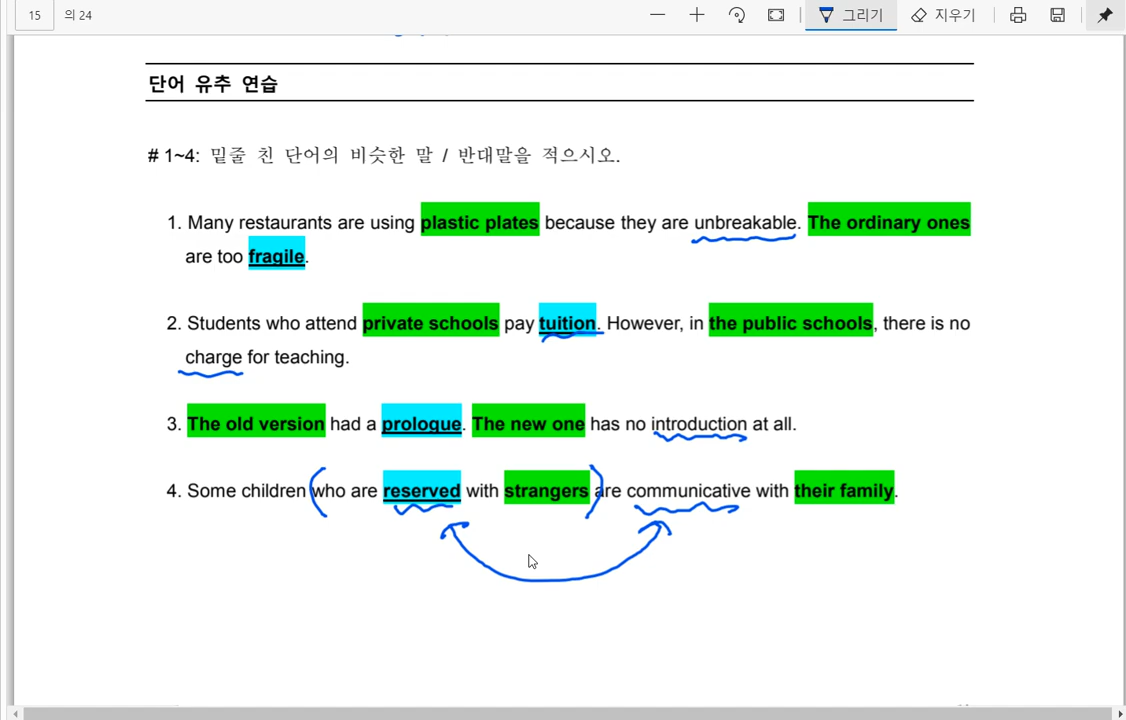 15 의 24 그리기 지우기
단어 유추 연습
# 1~4: 밑줄 친 단어의 비슷한 말 / 반대말을 적으시오.
1. Many restaurants are using plastic plates because they are unbreakable. The ordinary ones
are too fragile.
2. Students who attend private schools pay tuition. However, in the public schools, there is no
charge for teaching.
3. The old version had a prologue. The new one has no introduction at all.
4. Some children who are reserved with strangers are communicative with their family.